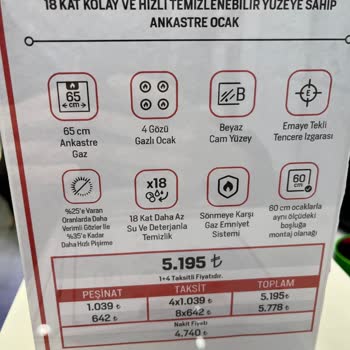 18 KAT KOLAY VE HIZLI TEMİZLENEBİLİR YÜZEYE SAHİP
ANKASTRE OCAK
65
cm
B
E
65 cm
Ankastre
Gaz
4 Gözü
Gazlı Ocak
Beyaz
Cam Yüzey
Emaye Tekli
Tencere Izgarası
x18
60
cm
%25'e Varan
Oranlarda Daha
Verimli Gözler İle
%35'e Kadar
Daha Hızlı Pişirme
18 Kat Daha Az
Su Ve Deterjanla
Temizlik
Sönmeye Karşı
Gaz Emniyet
Sistemi
60 cm ocaklarla
aynı ölçüdeki
boşluğa
montaj olanağı
5.195 ₺
1+4 Taksitli Fiyatıdır.
PEŞİNAT TAKSİT TOPLAM
1.039 ₺ 4x1.039 ₺ 5.195₺
642 ₺ 8x642 ₺ 5.778 ₺
Nakit Fiyatı
4.740 ₺